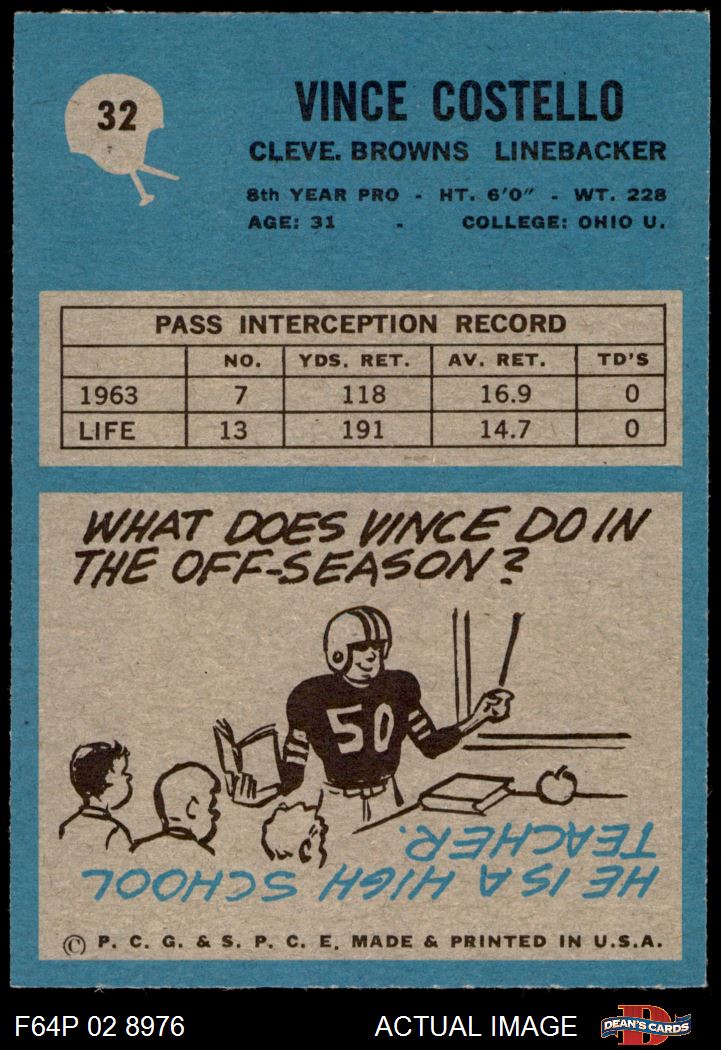 32
VINCE COSTELLO
CLEVE. BROWNS LINEBACKER
8th YEAR PRO - HT. 6'0" - WT. 228
AGE: 31 - COLLEGE: OHIO U.
PASS INTERCEPTION RECORD
NO. YDS. RET. AV. RET. TD'S
1963 7 118 16.9 0
LIFE 13 191 14.7 0
WHAT DOES VINCE DO IN
THE OFF-SEASON?
50
HE IS A HIGH SCHOOL
TEACHER.
© P. C. G. & S. P. C. E. MADE & PRINTED IN U.S.A.
F64P 02 8976 ACTUAL IMAGE D DEAN'S CARDS